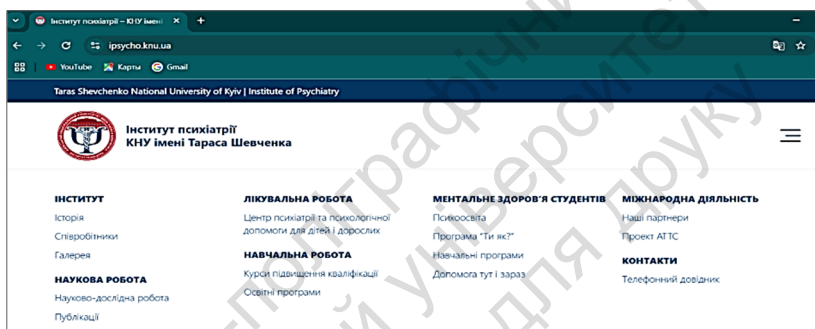 Інститут психіатрії – КНУ імені
ipsycho.knu.ua
YouTube Карты Gmail
Taras Shevchenko National University of Kyiv | Institute of Psychiatry
Інститут психіатрії
КНУ імені Тараса Шевченка
ІНСТИТУТ
Історія
Співробітники
Галерея
НАУКОВА РОБОТА
Науково-дослідна робота
Публікації
ЛІКУВАЛЬНА РОБОТА
Центр психіатрії та психологічної
допомоги для дітей і дорослих
НАВЧАЛЬНА РОБОТА
Курси підвищення кваліфікації
Освітні програми
МЕНТАЛЬНЕ ЗДОРОВ'Я СТУДЕНТІВ
Психоосвіта
Програма "Ти як?"
Навчальні програми
Допомога тут і зараз
МІЖНАРОДНА ДІЯЛЬНІСТЬ
Наші партнери
Проєкт АТТС
КОНТАКТИ
Телефонний довідник